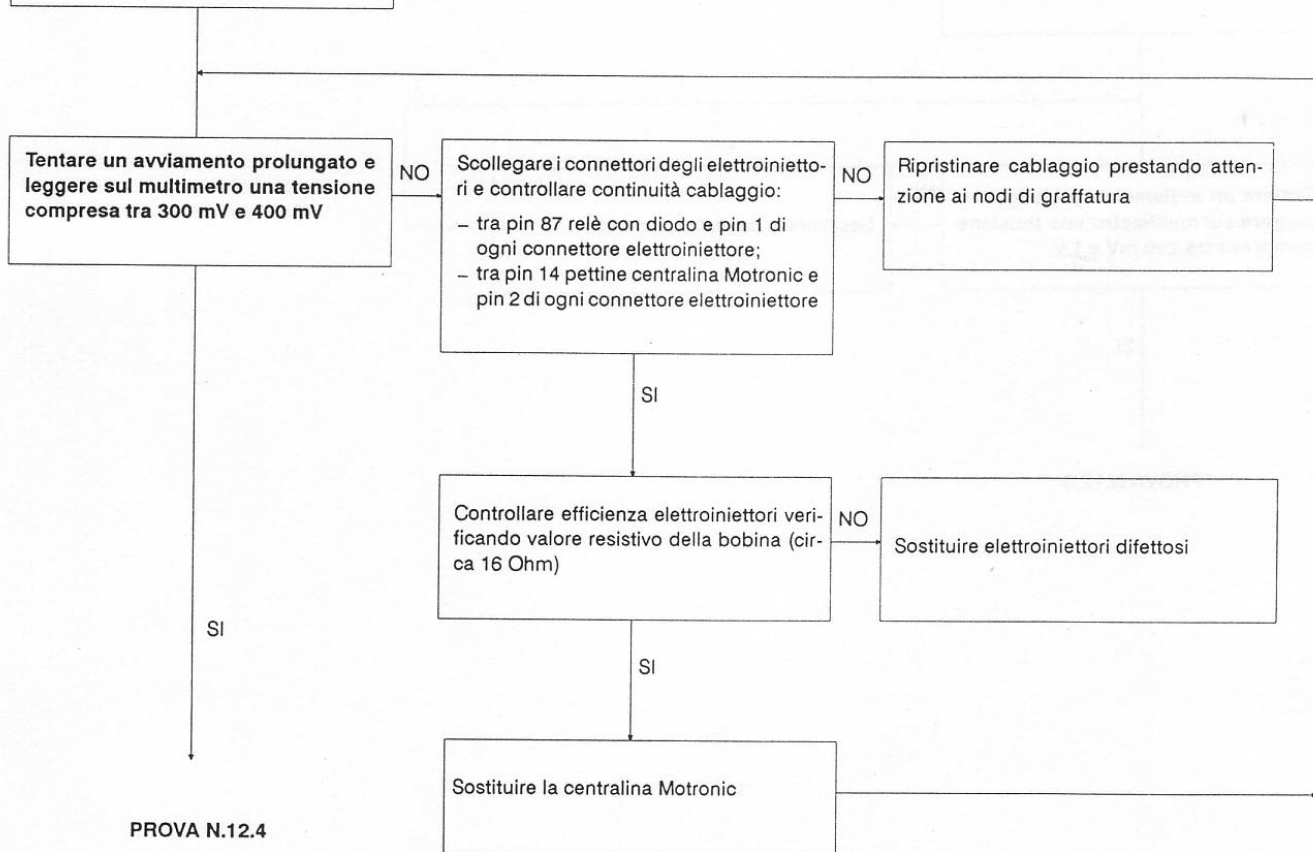 Tentare un avviamento prolungato e
leggere sul multimetro una tensione
compresa tra 300 mV e 400 mV
NO
Scollegare i connettori degli elettroinietto-
ri e controllare continuità cablaggio:
– tra pin 87 relè con diodo e pin 1 di
ogni connettore elettroiniettore;
– tra pin 14 pettine centralina Motronic e
pin 2 di ogni connettore elettroiniettore
NO
Ripristinare cablaggio prestando atten-
zione ai nodi di graffatura
SI
Controllare efficienza elettroiniettori veri-
ficando valore resistivo della bobina (cir-
ca 16 Ohm)
NO
Sostituire elettroiniettori difettosi
SI
SI
Sostituire la centralina Motronic
PROVA N.12.4